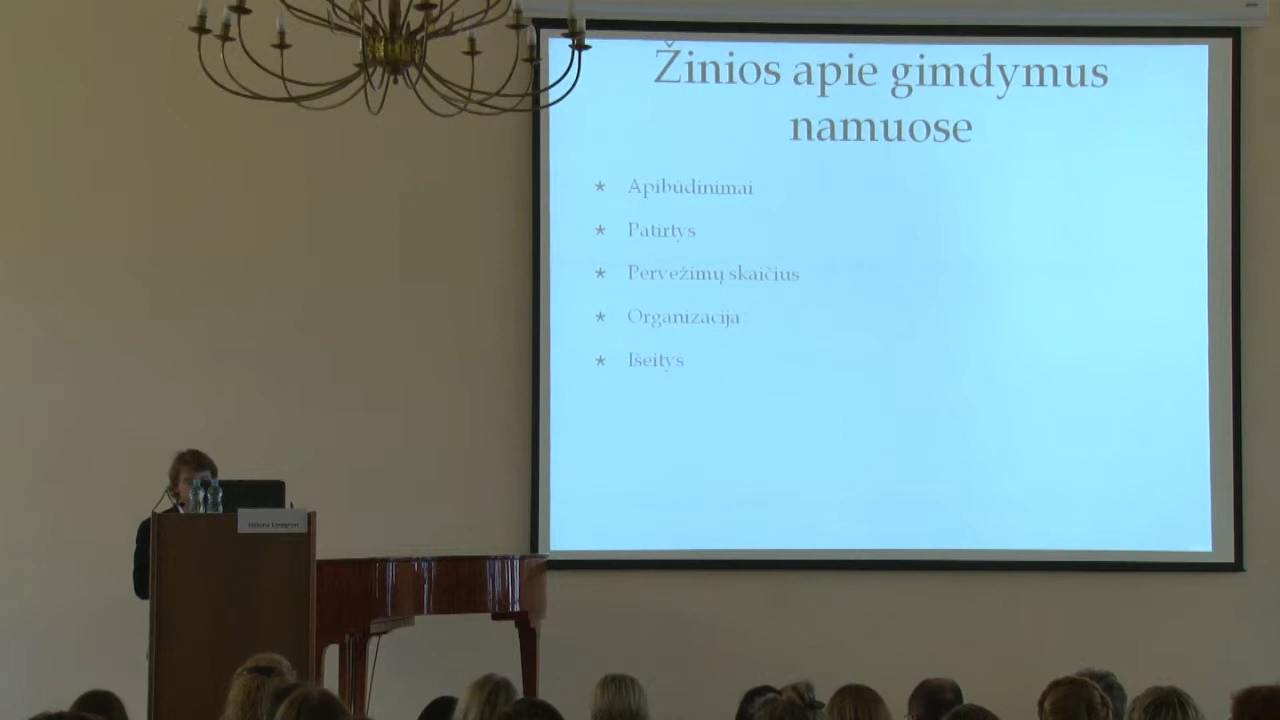 Žinios apie gimdymus
namuose
* Apibūdinimai
* Patirtys
* Pervežimų skaičius
* Organizacija
* Išeitys